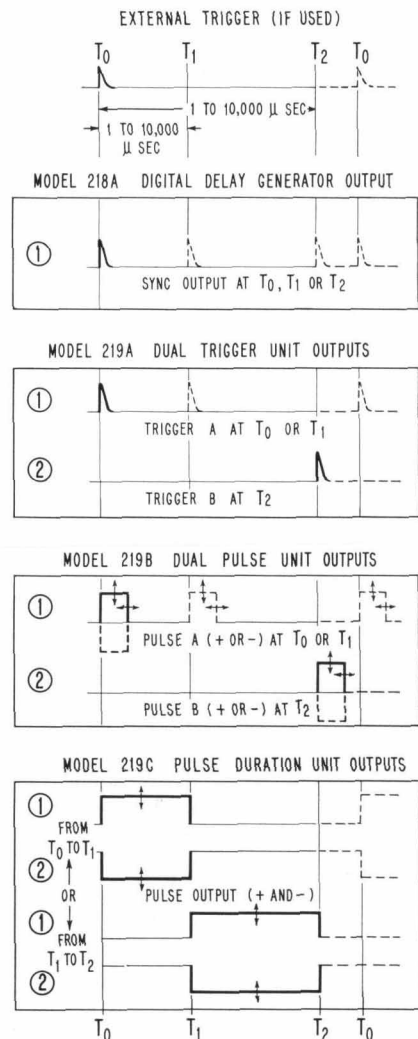 EXTERNAL TRIGGER (IF USED)
T0 T1 T2 T0
1 TO 10,000 μ SEC
1 TO 10,000
μ SEC
MODEL 218A DIGITAL DELAY GENERATOR OUTPUT
①
SYNC OUTPUT AT T0, T1 OR T2
MODEL 219A DUAL TRIGGER UNIT OUTPUTS
①
TRIGGER A AT T0 OR T1
②
TRIGGER B AT T2
MODEL 219B DUAL PULSE UNIT OUTPUTS
①
PULSE A (+ OR -) AT T0 OR T1
②
PULSE B (+ OR -) AT T2
MODEL 219C PULSE DURATION UNIT OUTPUTS
①
FROM
T0 TO T1
②
OR
PULSE OUTPUT (+ AND -)
①
FROM
T1 TO T2
②
T0 T1 T2 T0